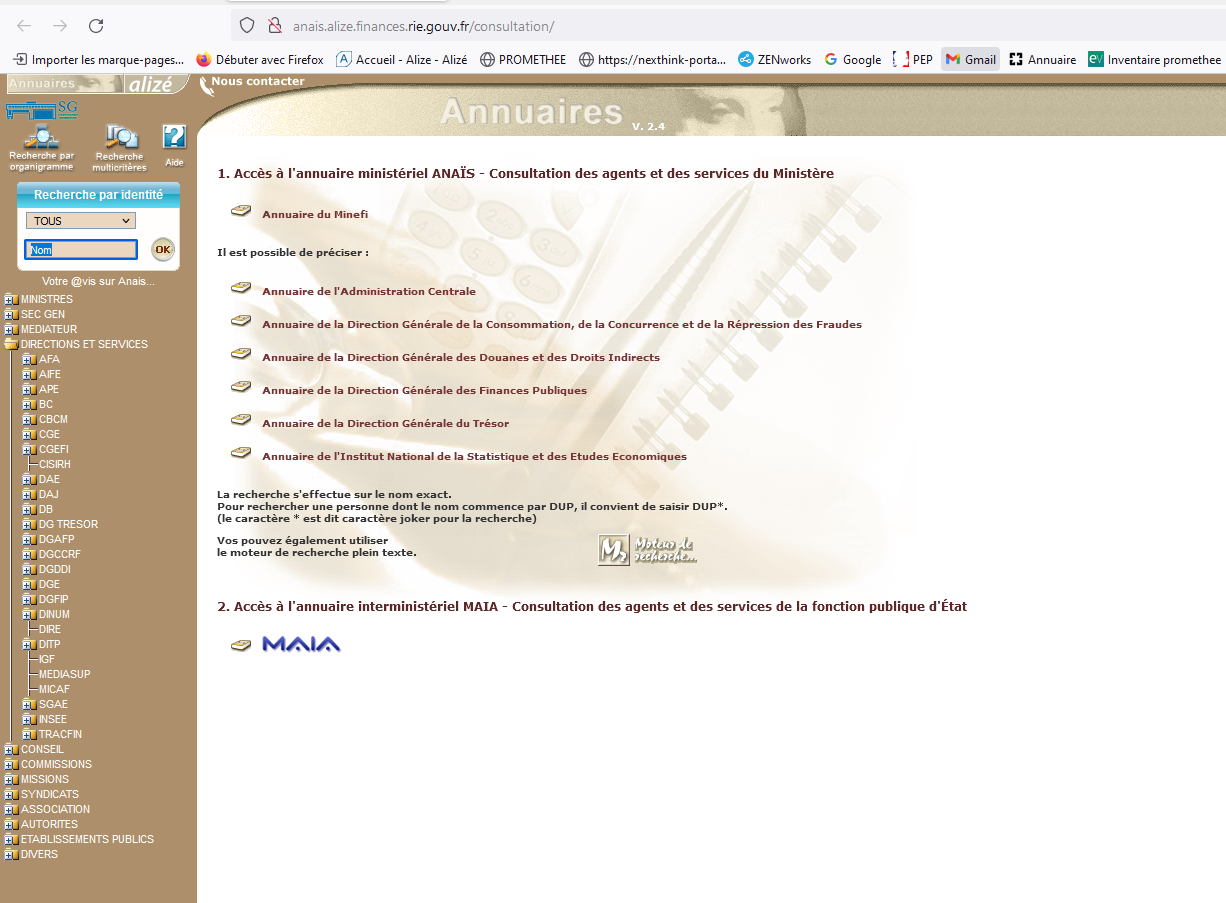 anais.alize.finances.rie.gouv.fr/consultation/
Importer les marque-pages... Débuter avec Firefox Accueil - Alize - Alizé PROMETHEE https://nexthink-porta... ZENworks Google PEP Gmail Annuaire Inventaire promethee
Annuaires alizé Nous contacter
Annuaires V. 2.4
SG
Recherche par organigramme
Recherche multicritères
Aide
Recherche par identité
TOUS
Nom OK
Votre @vis sur Anais...
MINISTRES
SEC GEN
MEDIATEUR
DIRECTIONS ET SERVICES
AFA
AIFE
APE
BC
CBCM
CGE
CGEFI
CISIRH
DAE
DAJ
DB
DG TRESOR
DGAFP
DGCCRF
DGDDI
DGE
DGFIP
DINUM
DIRE
DITP
IGF
MEDIASUP
MICAF
SGAE
INSEE
TRACFIN
CONSEIL
COMMISSIONS
MISSIONS
SYNDICATS
ASSOCIATION
AUTORITES
ETABLISSEMENTS PUBLICS
DIVERS
1. Accès à l'annuaire ministériel ANAÏS - Consultation des agents et des services du Ministère
Annuaire du Minefi
Il est possible de préciser :
Annuaire de l'Administration Centrale
Annuaire de la Direction Générale de la Consommation, de la Concurrence et de la Répression des Fraudes
Annuaire de la Direction Générale des Douanes et des Droits Indirects
Annuaire de la Direction Générale des Finances Publiques
Annuaire de la Direction Générale du Trésor
Annuaire de l'Institut National de la Statistique et des Etudes Economiques
La recherche s'effectue sur le nom exact.
Pour rechercher une personne dont le nom commence par DUP, il convient de saisir DUP*.
(le caractère * est dit caractère joker pour la recherche)
Vos pouvez également utiliser
le moteur de recherche plein texte.
M? Moteur de
recherche...
2. Accès à l'annuaire interministériel MAIA - Consultation des agents et des services de la fonction publique d'État
MAIA